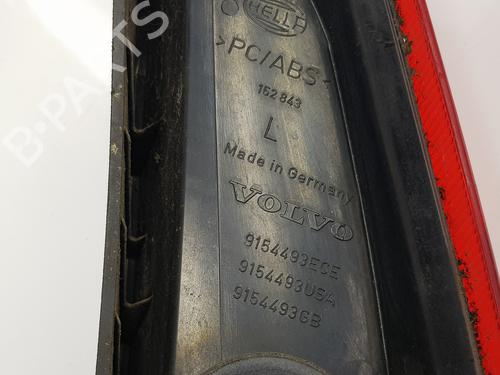 HELLA
>PC/ABS<
152 843
L
Made in Germany
VOLVO
9154493ECE
9154493USA
9154493GB
B-PARTS